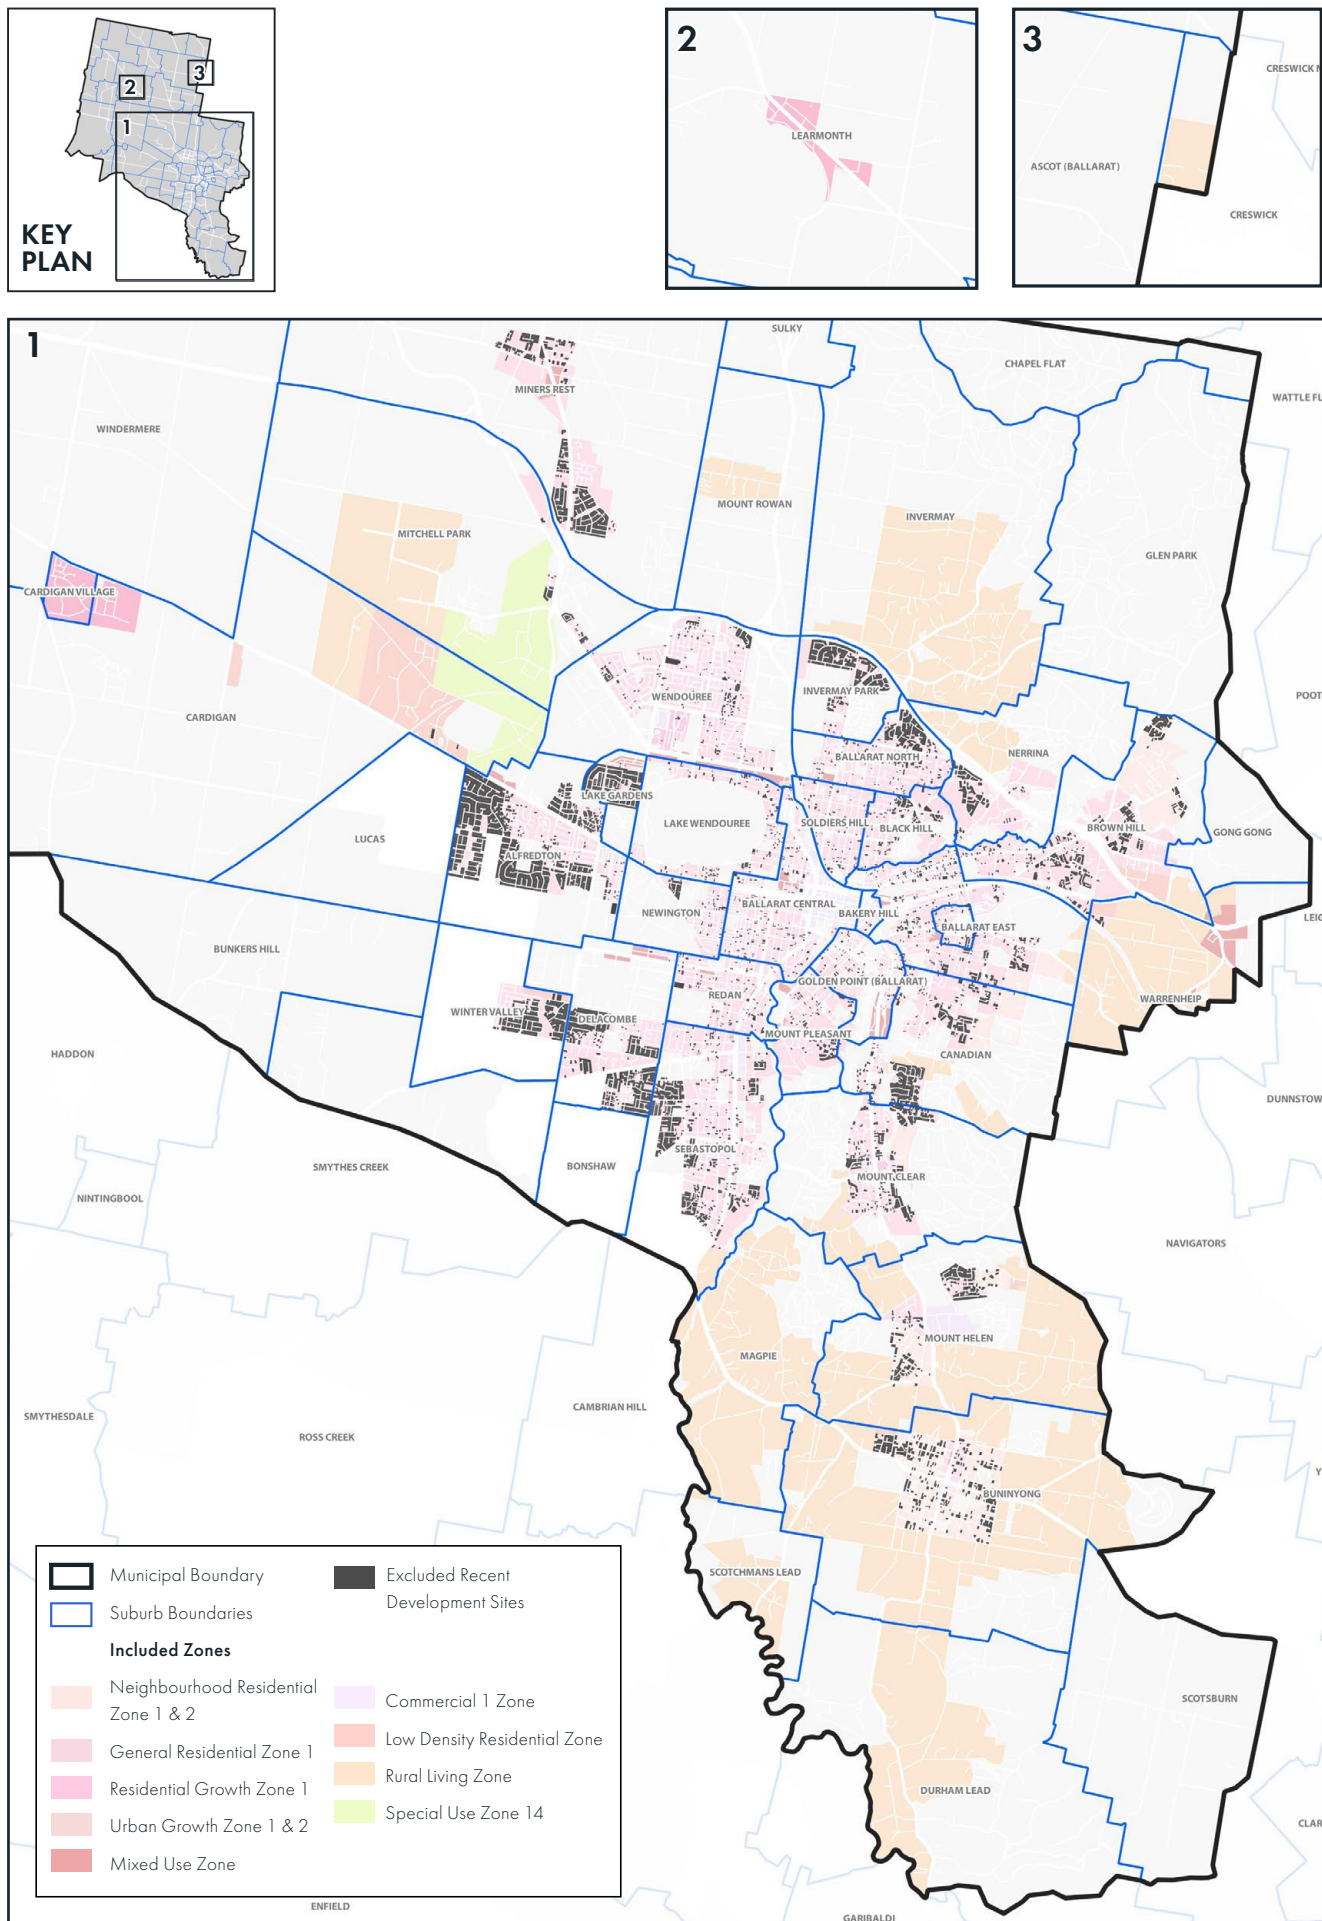 2
3
1
KEY
PLAN
2
LEARMONTH
3
CRESWICK N
ASCOT (BALLARAT)
CRESWICK
1
SULKY
CHAPEL FLAT
MINERS REST
WATTLE FL
WINDERMERE
MOUNT ROWAN
INVERMAY
MITCHELL PARK
GLEN PARK
CARDIGAN VILLAGE
WENDOUREE
INVERMAY PARK
POOT
CARDIGAN
NERRINA
BALLARAT NORTH
LAKE GARDENS
LAKE WENDOUREE
SOLDIERS HILL
BLACK HILL
BROWN HILL
GONG GONG
LUCAS
ALFREDTON
BALLARAT CENTRAL
NEWINGTON
BAKERY HILL
BALLARAT EAST
LEIG
BUNKERS HILL
GOLDEN POINT (BALLARAT)
REDAN
WARRENHEIP
WINTER VALLEY
DELACOMBE
MOUNT PLEASANT
HADDON
CANADIAN
DUNNSTOW
SEBASTOPOL
SMYTHES CREEK
BONSHAW
MOUNT CLEAR
NINTINGBOOL
NAVIGATORS
MOUNT HELEN
MAGPIE
CAMBRIAN HILL
SMYTHESDALE
ROSS CREEK
Y
BUNINYONG
SCOTCHMANS LEAD
SCOTSBURN
DURHAM LEAD
CLAR
Municipal Boundary
Suburb Boundaries
Included Zones
Neighbourhood Residential
Zone 1 & 2
General Residential Zone 1
Residential Growth Zone 1
Urban Growth Zone 1 & 2
Mixed Use Zone
Excluded Recent
Development Sites
Commercial 1 Zone
Low Density Residential Zone
Rural Living Zone
Special Use Zone 14
ENFIELD
GARIBALDI